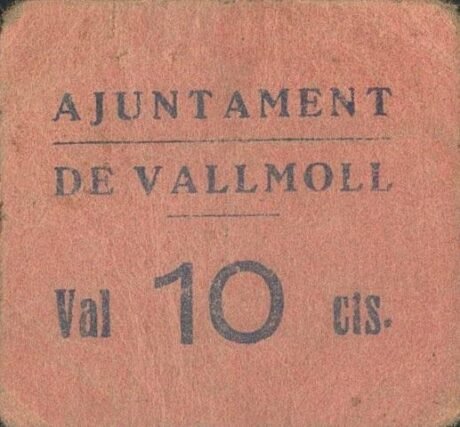 AJUNTAMENT
DE VALLMOLL
Val 10 cts.